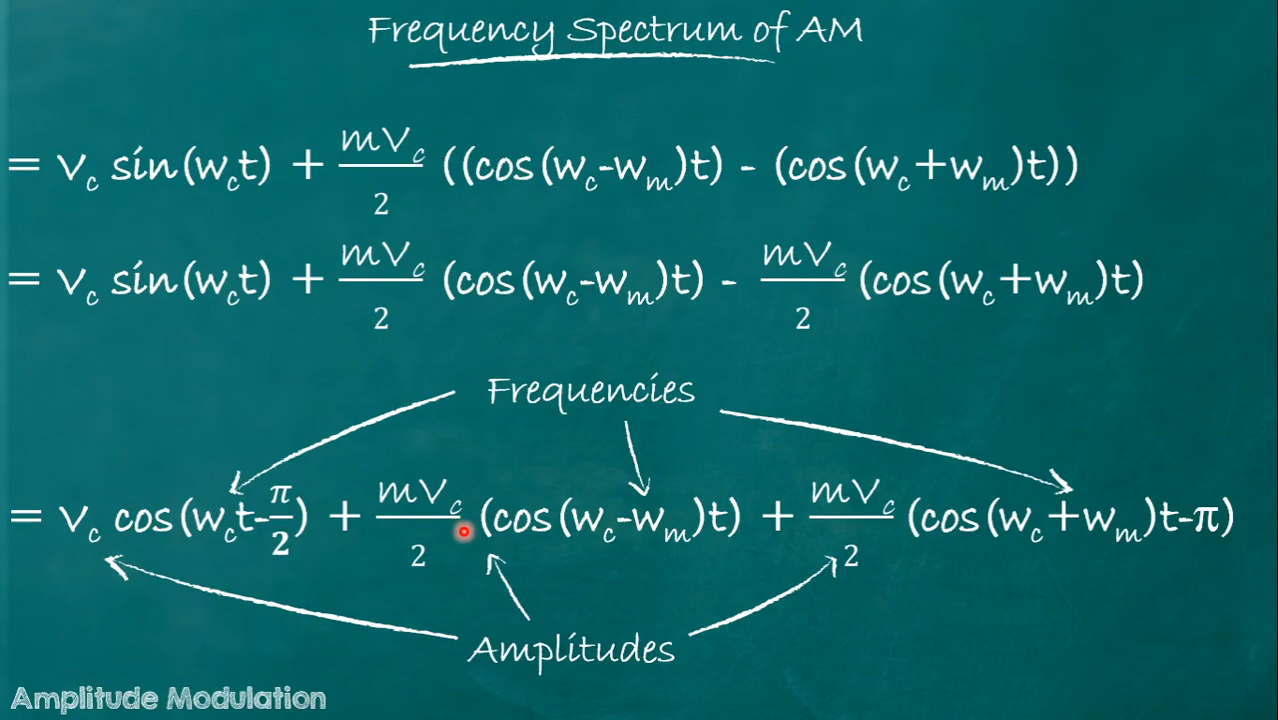 Frequency Spectrum of AM
= Vc sin(wct) + mVc/2 ((cos(wc-wm)t) - (cos(wc+wm)t))
= Vc sin(wct) + mVc/2 (cos(wc-wm)t) - mVc/2 (cos(wc+wm)t)
Frequencies
= Vc cos(wct-π/2) + mVc/2 (cos(wc-wm)t) + mVc/2 (cos(wc+wm)t-π)
Amplitudes
Amplitude Modulation